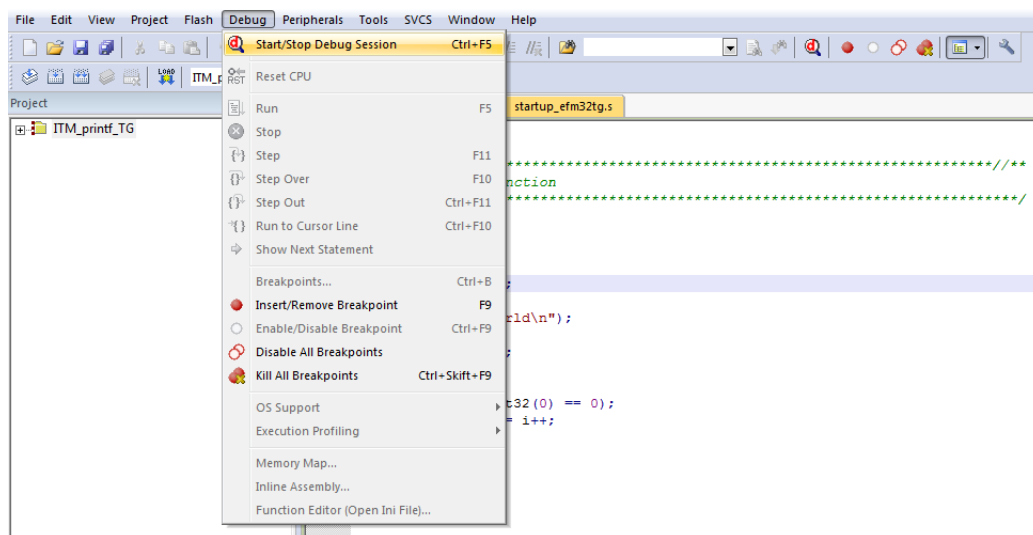 File Edit View Project Flash Debug Peripherals Tools SVCS Window Help
Start/Stop Debug Session Ctrl+F5
LOAD
Reset CPU
RST
Project
startup_efm32tg.s
ITM_printf_TG
Run F5
Stop
Step F11
*********************************************************//**
Step Over F10
nction
Step Out Ctrl+F11
************************************************************/
Run to Cursor Line Ctrl+F10
Show Next Statement
Breakpoints... Ctrl+B
;
Insert/Remove Breakpoint F9
rld\n");
Enable/Disable Breakpoint Ctrl+F9
Disable All Breakpoints
;
Kill All Breakpoints Ctrl+Skift+F9
OS Support
t32(0) == 0);
= i++;
Execution Profiling
Memory Map...
Inline Assembly...
Function Editor (Open Ini File)...